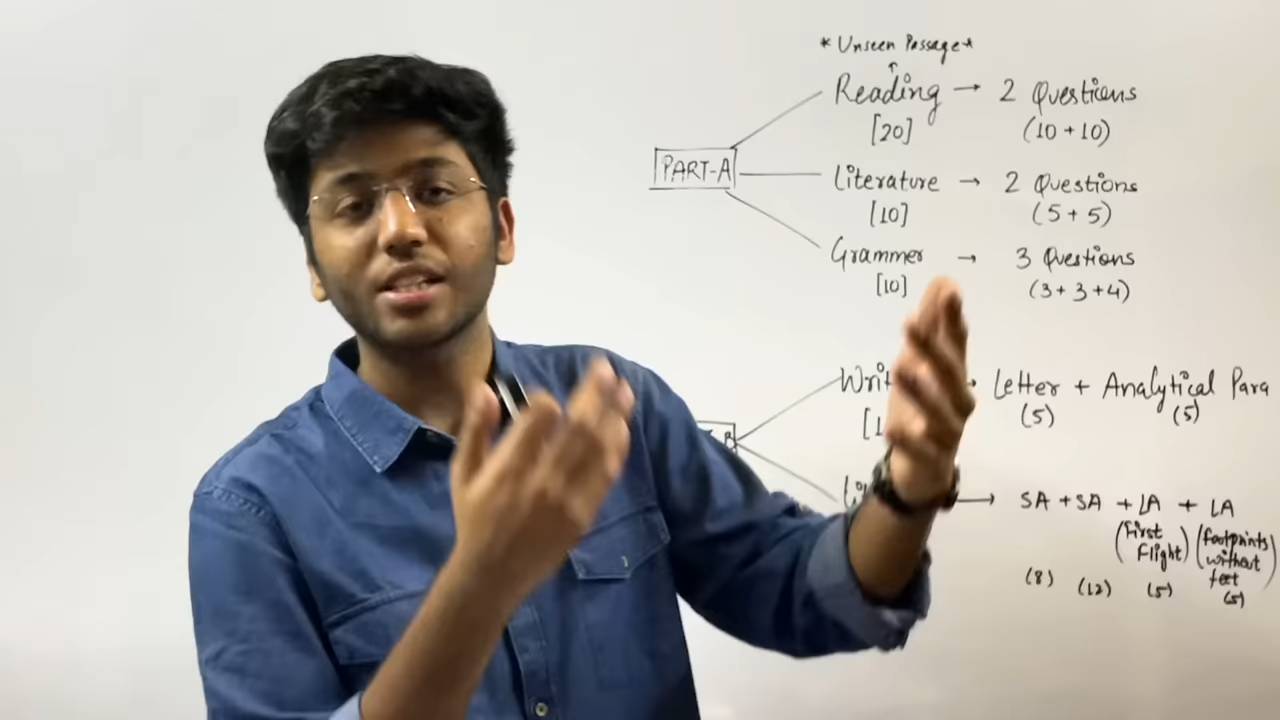 *Unseen Passage*
Reading → 2 Questions
[20] (10 + 10)
PART-A
Literature → 2 Questions
[10] (5 + 5)
Grammer → 3 Questions
[10] (3 + 3 + 4)
Letter + Analytical Para
(5) (5)
→ SA + SA + LA + LA
(First Flight) (footprints without feet)
(8) (12) (5) (5)